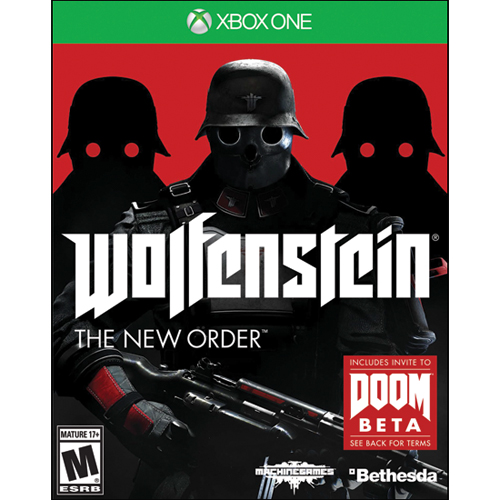 XBOX ONE
Wolfenstein®
THE NEW ORDER™
INCLUDES INVITE TO
DOOM
BETA
SEE BACK FOR TERMS
MATURE 17+
M
ESRB
MACHINEGAMES
Bethesda